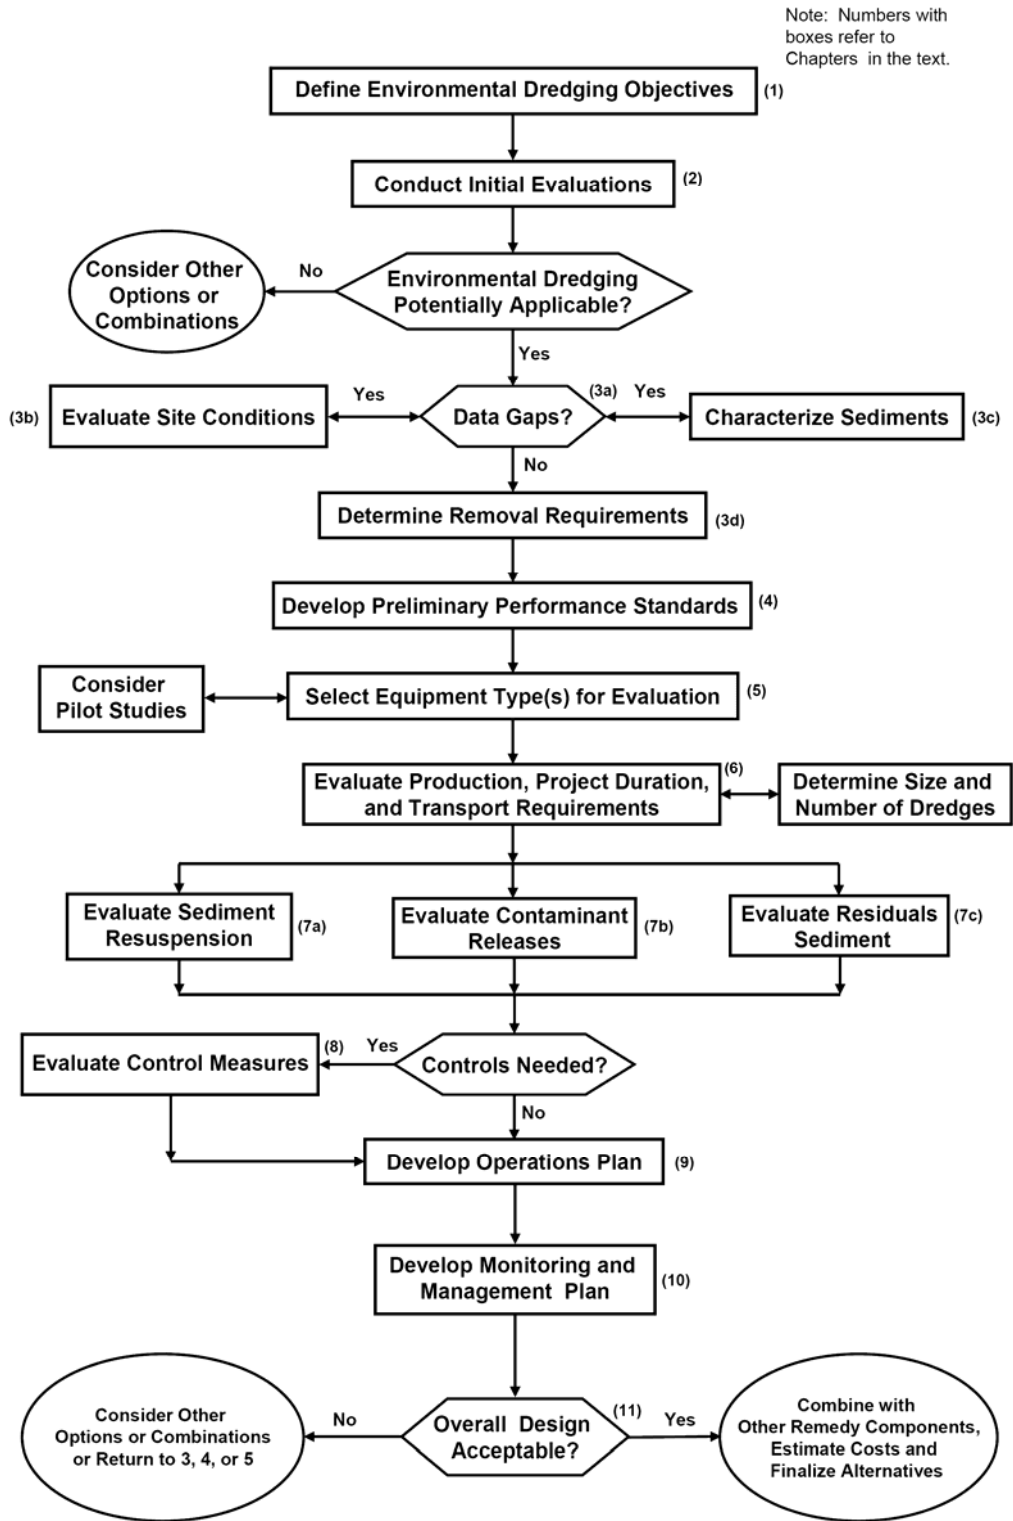 Note: Numbers with
boxes refer to
Chapters in the text.
Define Environmental Dredging Objectives
(1)
Conduct Initial Evaluations
(2)
Consider Other
Options or
Combinations
No
Environmental Dredging
Potentially Applicable?
Yes
(3b)
Evaluate Site Conditions
Yes
Data Gaps?
(3a)
Yes
Characterize Sediments
(3c)
No
Determine Removal Requirements
(3d)
Develop Preliminary Performance Standards
(4)
Consider
Pilot Studies
Select Equipment Type(s) for Evaluation
(5)
Evaluate Production, Project Duration,
and Transport Requirements
(6)
Determine Size and
Number of Dredges
Evaluate Sediment
Resuspension
(7a)
Evaluate Contaminant
Releases
(7b)
Evaluate Residuals
Sediment
(7c)
Evaluate Control Measures
(8)
Yes
Controls Needed?
No
Develop Operations Plan
(9)
Develop Monitoring and
Management Plan
(10)
Consider Other
Options or Combinations
or Return to 3, 4, or 5
No
Overall Design
Acceptable?
(11)
Yes
Combine with
Other Remedy Components,
Estimate Costs and
Finalize Alternatives